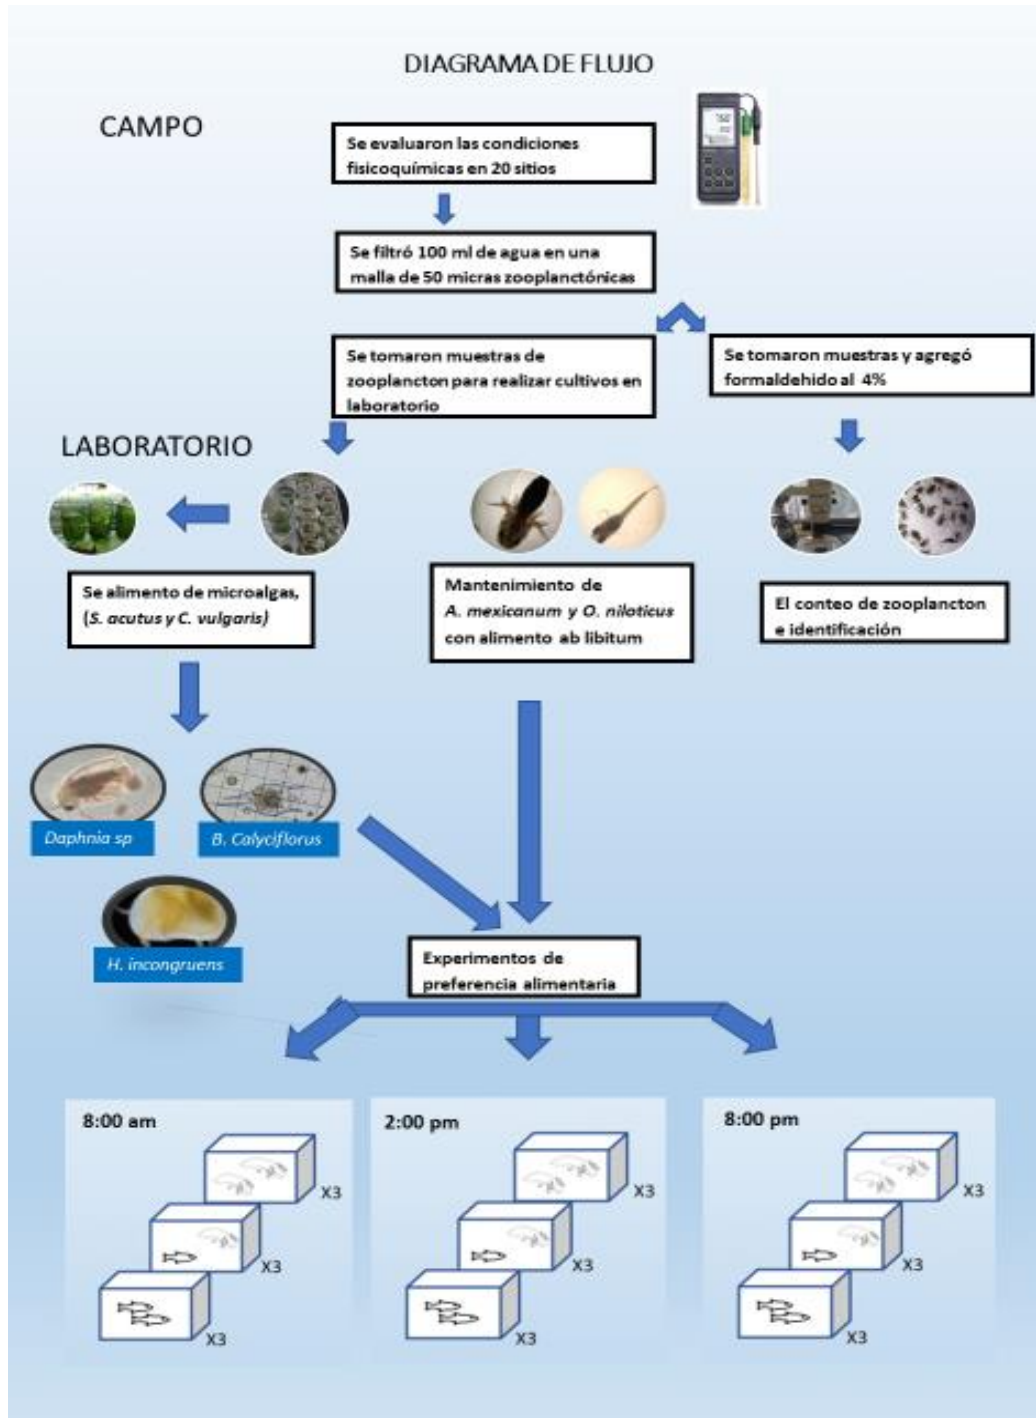 DIAGRAMA DE FLUJO
CAMPO
Se evaluaron las condiciones
fisicoquímicas en 20 sitios
Se filtró 100 ml de agua en una
malla de 50 micras zooplanctónicas
Se tomaron muestras de
zooplancton para realizar cultivos en
laboratorio
Se tomaron muestras y agregó
formaldehido al 4%
LABORATORIO
Se alimento de microalgas,
(S. acutus y C. vulgaris)
Mantenimiento de
A. mexicanum y O. niloticus
con alimento ab libitum
El conteo de zooplancton
e identificación
Daphnia sp
B. Calyciflorus
H. incongruens
Experimentos de
preferencia alimentaria
8:00 am
X3
X3
X3
2:00 pm
X3
X3
X3
8:00 pm
X3
X3
X3